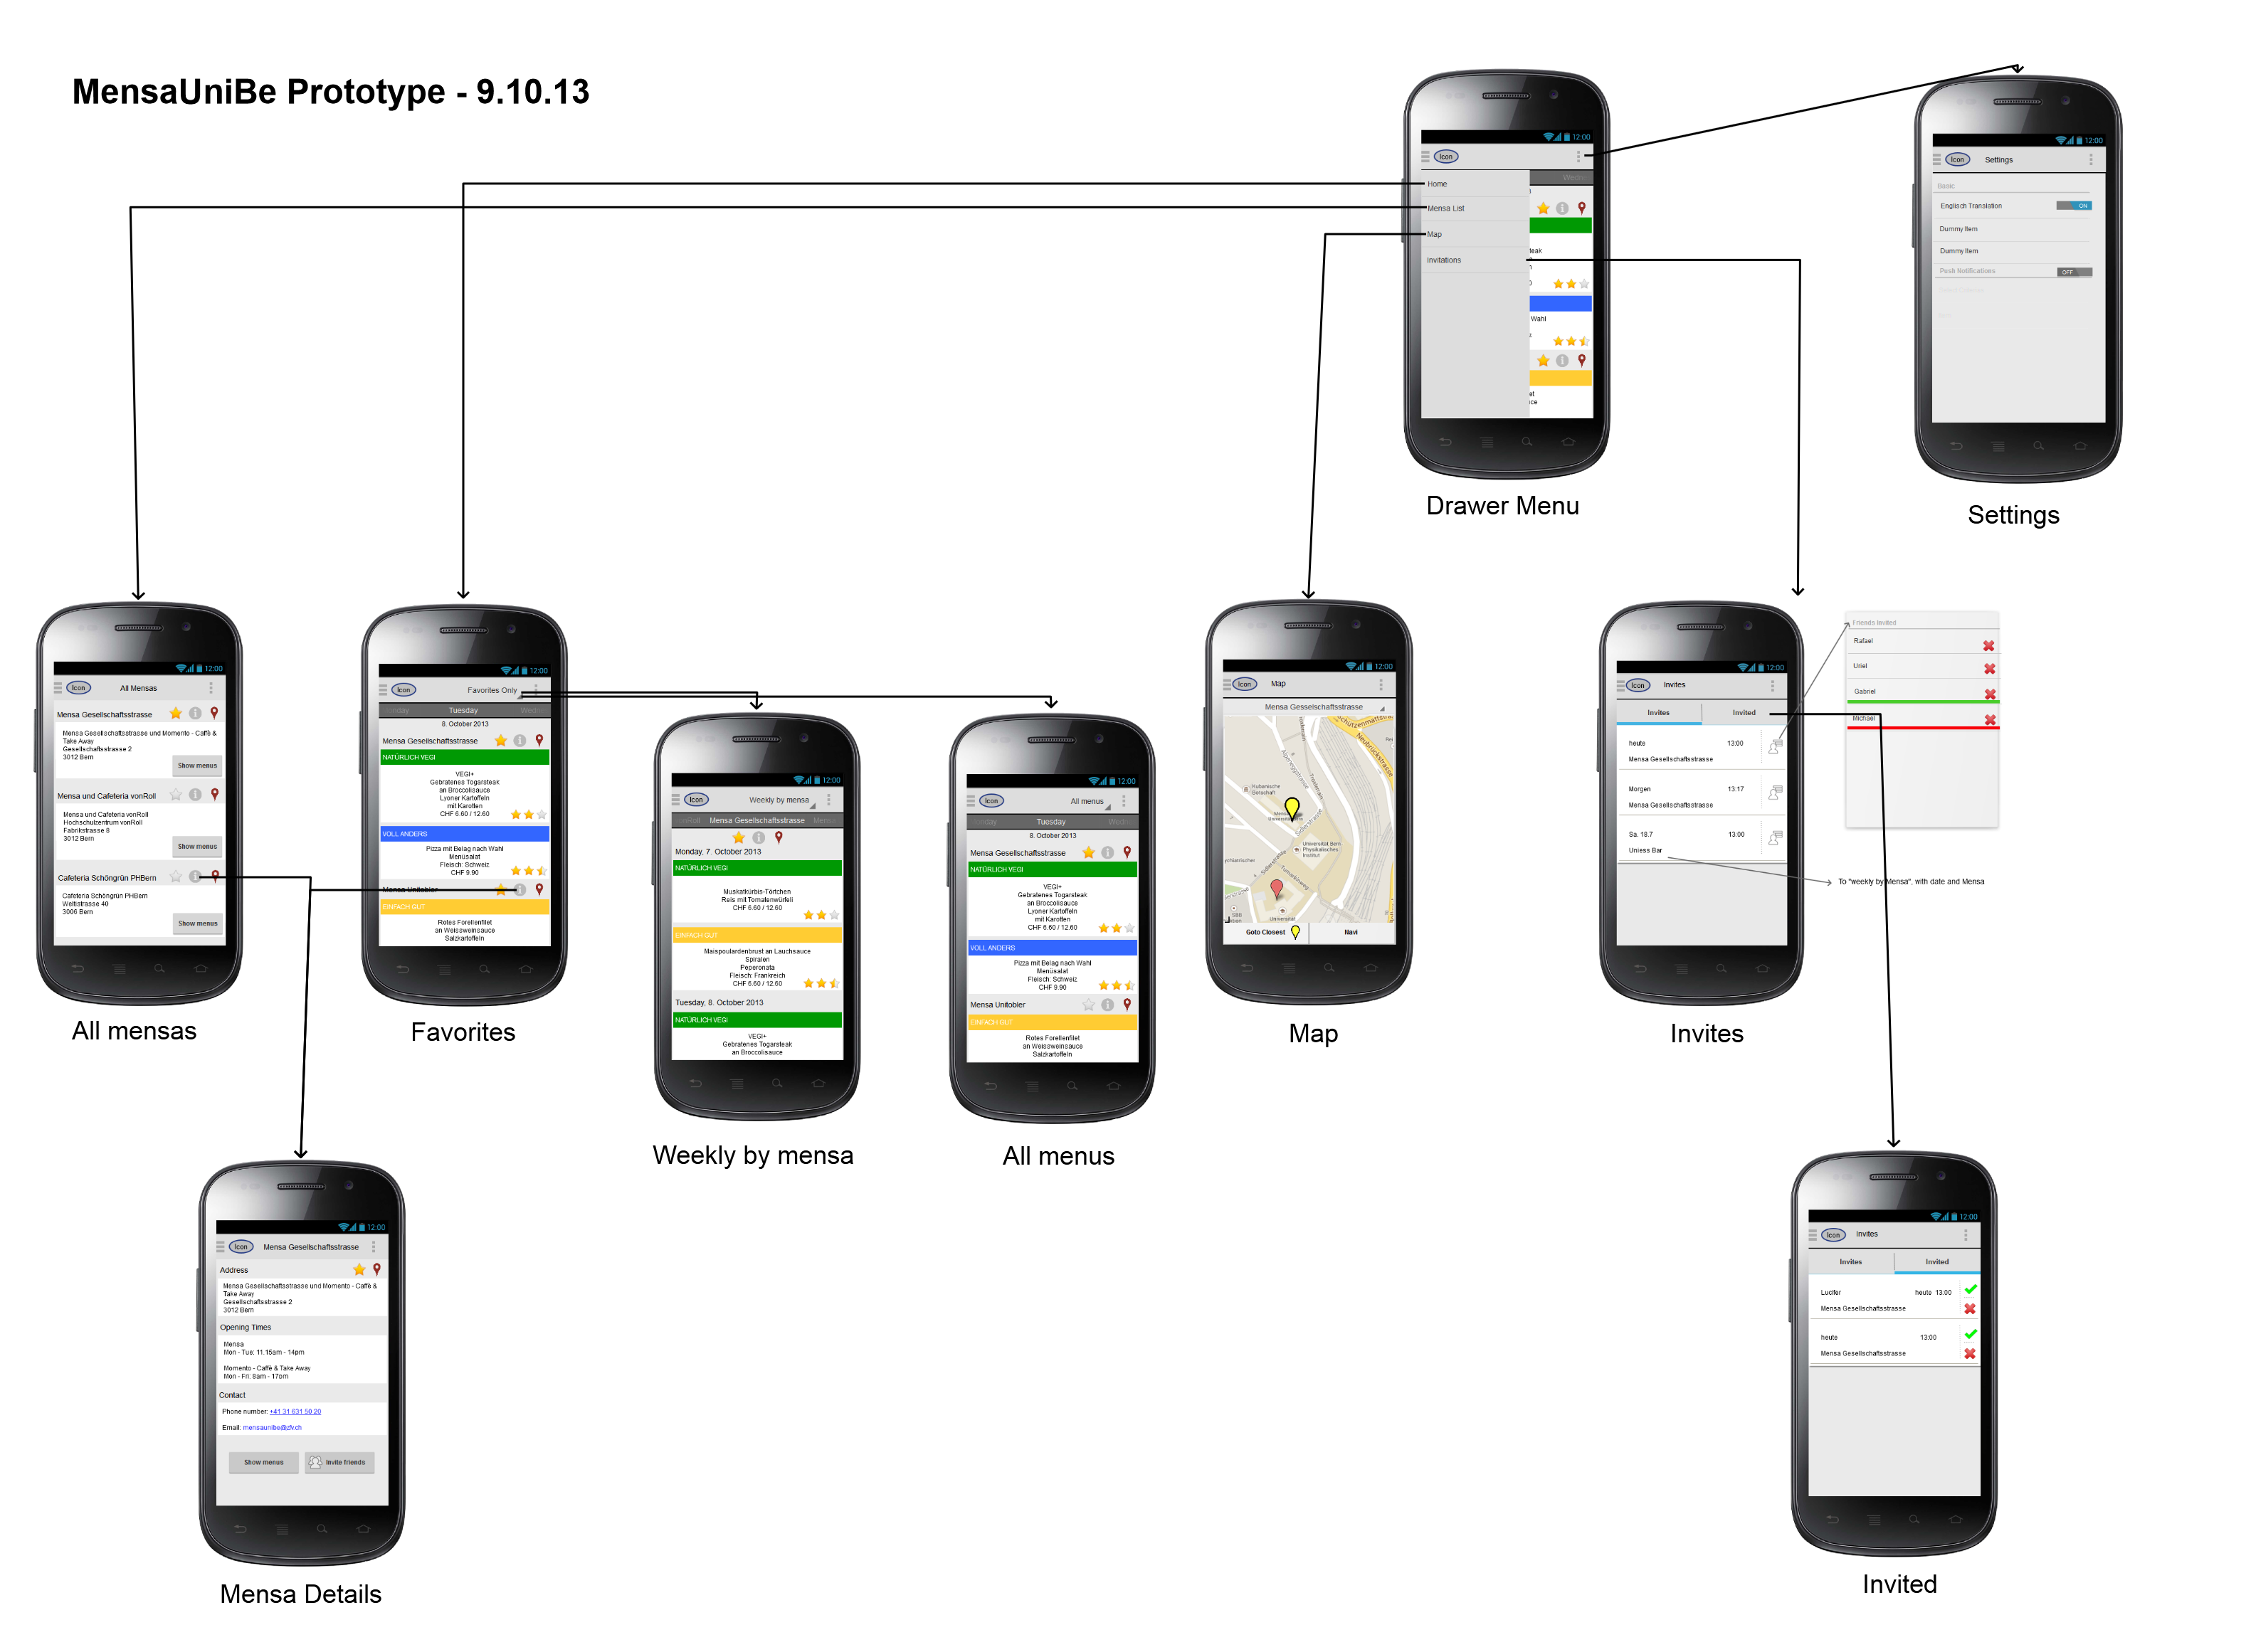 MensaUniBe Prototype - 9.10.13
12:00
Icon
Wedn
Home
Mensa List
Map
Invitations
teak
Wahl
Drawer Menu
12:00
Icon
Settings
Basic
Englisch Translation
ON
Dummy Item
Dummy Item
Push Notifications
OFF
Settings
12:00
Icon
All Mensas
Mensa Gesellschaftsstrasse
Mensa Gesellschaftsstrasse und Momento - Caffè &
Take Away
Gesellschaftsstrasse 2
3012 Bern
Show menus
Mensa und Cafeteria vonRoll
Mensa und Cafeteria vonRoll
Hochschulzentrum vonRoll
Fabrikstrasse 6
3012 Bern
Show menus
Cafeteria Schöngrün PHBern
Cafeteria Schöngrün PHBern
Weltistrasse 40
3006 Bern
Show menus
All mensas
12:00
Icon
Favorites Only
onday
Tuesday
Wedn
8. October 2013
Mensa Gesellschaftsstrasse
NATÜRLICH VEGI
VEGI+
Gebratenes Togarsteak
an Broccolisauce
Lyoner Kartoffeln
mit Karotten
CHF 6.60 / 12.60
VOLL ANDERS
Pizza mit Belag nach Wahl
Menüsalat
Fleisch: Schweiz
CHF 9.90
Mensa Unitobler
EINFACH GUT
Rotes Forellenfilet
an Weissweinsauce
Salzkartoffeln
Favorites
12:00
Icon
Weekly by mensa
vonRoll
Mensa Gesellschaftsstrasse
Mensa
Monday, 7. October 2013
NATÜRLICH VEGI
Muskatkürbis-Törtchen
Reis mit Tomatenwürfeli
CHF 6.60 / 12.60
EINFACH GUT
Maispoulardenbrust an Lauchsauce
Spiralen
Peperonata
Fleisch: Frankreich
CHF 6.60 / 12.60
Tuesday, 8. October 2013
NATÜRLICH VEGI
VEGI+
Gebratenes Togarsteak
an Broccolisauce
Weekly by mensa
12:00
Icon
All menus
onday
Tuesday
Wedn
8. October 2013
Mensa Gesellschaftsstrasse
NATÜRLICH VEGI
VEGI+
Gebratenes Togarsteak
an Broccolisauce
Lyoner Kartoffeln
mit Karotten
CHF 6.60 / 12.60
VOLL ANDERS
Pizza mit Belag nach Wahl
Menüsalat
Fleisch: Schweiz
CHF 9.90
Mensa Unitobler
EINFACH GUT
Rotes Forellenfilet
an Weissweinsauce
Salzkartoffeln
All menus
12:00
Icon
Map
Mensa Gesselschaftsstrasse
Kubanische
Botschaft
Universität Bern
Physikalisches
Institut
Sidlerstrasse
SBB
Universität
Goto Closest
Navi
Map
12:00
Icon
Invites
Invites
Invited
heute
13:00
Mensa Gesellschaftsstrasse
Morgen
13:17
Mensa Gesellschaftsstrasse
Sa. 18.7
13:00
Uniess Bar
Invites
Friends Invited
Rafael
Uriel
Gabriel
Michael
To "weekly by Mensa", with date and Mensa
12:00
Icon
Mensa Gesellschaftsstrasse
Address
Mensa Gesellschaftsstrasse und Momento - Caffè &
Take Away
Gesellschaftsstrasse 2
3012 Bern
Opening Times
Mensa
Mon - Tue: 11.15am - 14pm
Momento - Caffè & Take Away
Mon - Fri: 8am - 17om
Contact
Phone number: +41 31 631 50 20
Email: mensaunibe@zfv.ch
Show menus
Invite friends
Mensa Details
12:00
Icon
Invites
Invites
Invited
Lucifer
heute 13:00
Mensa Gesellschaftsstrasse
heute
13:00
Mensa Gesellschaftsstrasse
Invited